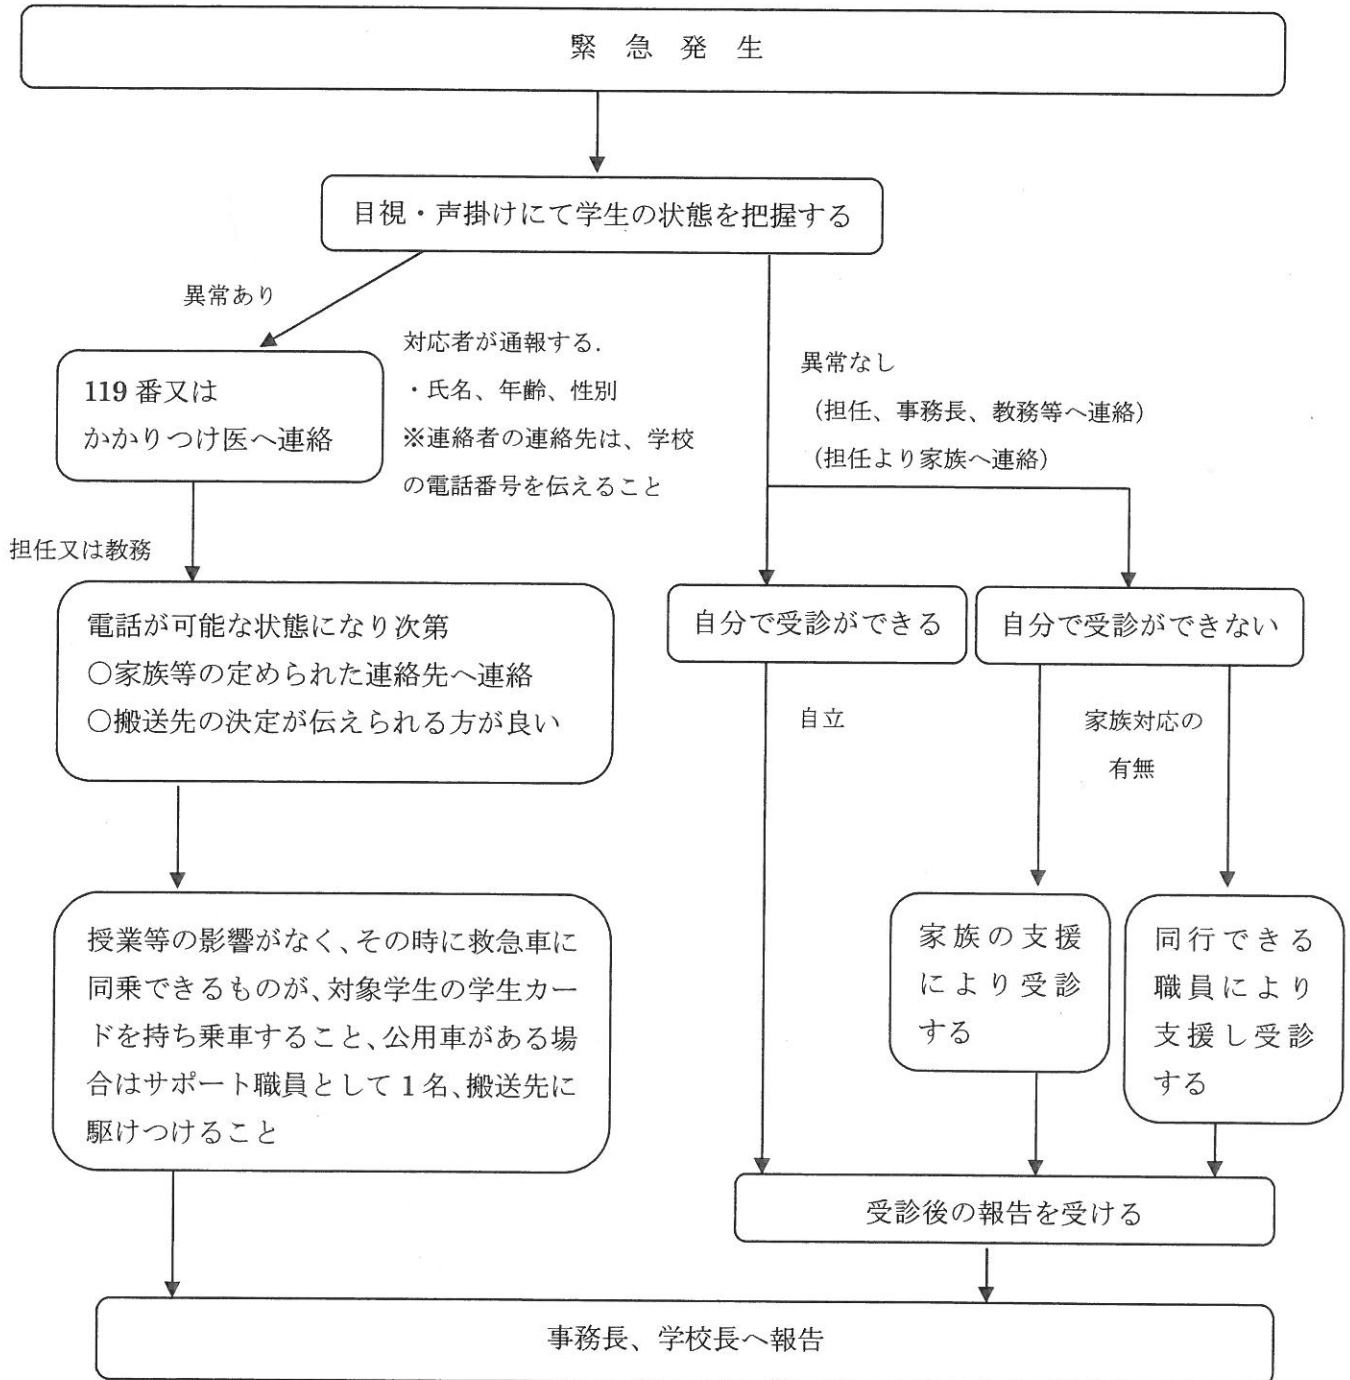 緊 急 発 生
目視・声掛けにて学生の状態を把握する
異常あり
119 番又は
かかりつけ医へ連絡
対応者が通報する.
・氏名、年齢、性別
※連絡者の連絡先は、学校
の電話番号を伝えること
異常なし
（担任、事務長、教務等へ連絡）
（担任より家族へ連絡）
担任又は教務
電話が可能な状態になり次第
○家族等の定められた連絡先へ連絡
○搬送先の決定が伝えられる方が良い
自分で受診ができる
自分で受診ができない
自立
家族対応の
有無
授業等の影響がなく、その時に救急車に
同乗できるものが、対象学生の学生カー
ドを持ち乗車すること、公用車がある場
合はサポート職員として 1 名、搬送先に
駆けつけること
家族の支援
により受診
する
同行できる
職員により
支援し受診
する
受診後の報告を受ける
事務長、学校長へ報告